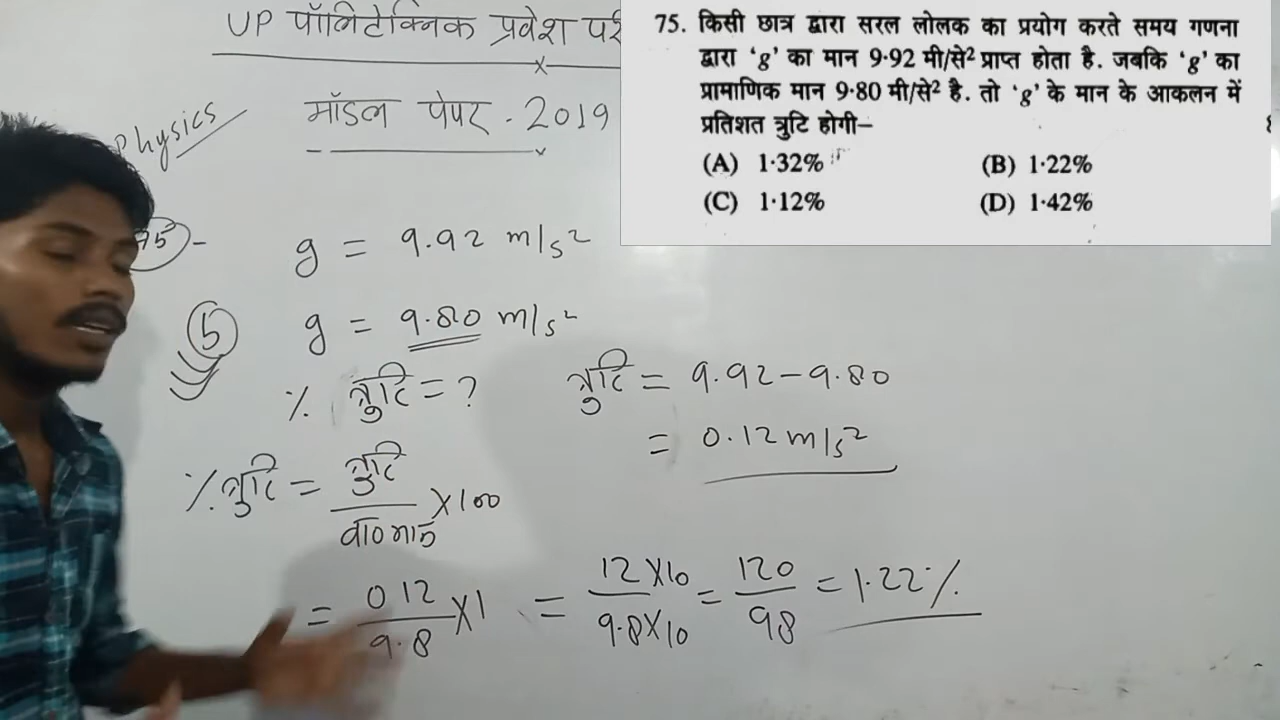 UP पॉलिटेक्निक प्रवेश
मॉडल पेपर - 2019
Physics
75. किसी छात्र द्वारा सरल लोलक का प्रयोग करते समय गणना
द्वारा ‘g’ का मान 9·92 मी/से² प्राप्त होता है. जबकि ‘g’ का
प्रामाणिक मान 9·80 मी/से² है. तो ‘g’ के मान के आकलन में
प्रतिशत त्रुटि होगी–
(A) 1·32% (B) 1·22%
(C) 1·12% (D) 1·42%
75 - g = 9.92 m/s²
5 g = 9.80 m/s²
% त्रुटि = ?
त्रुटि = 9.92 - 9.80
= 0.12 m/s²
% त्रुटि = त्रुटि / वा० मान × 100
= 012 / 9.8 × 1 = 12 × 10 / 9.8 × 10 = 120 / 98 = 1.22%